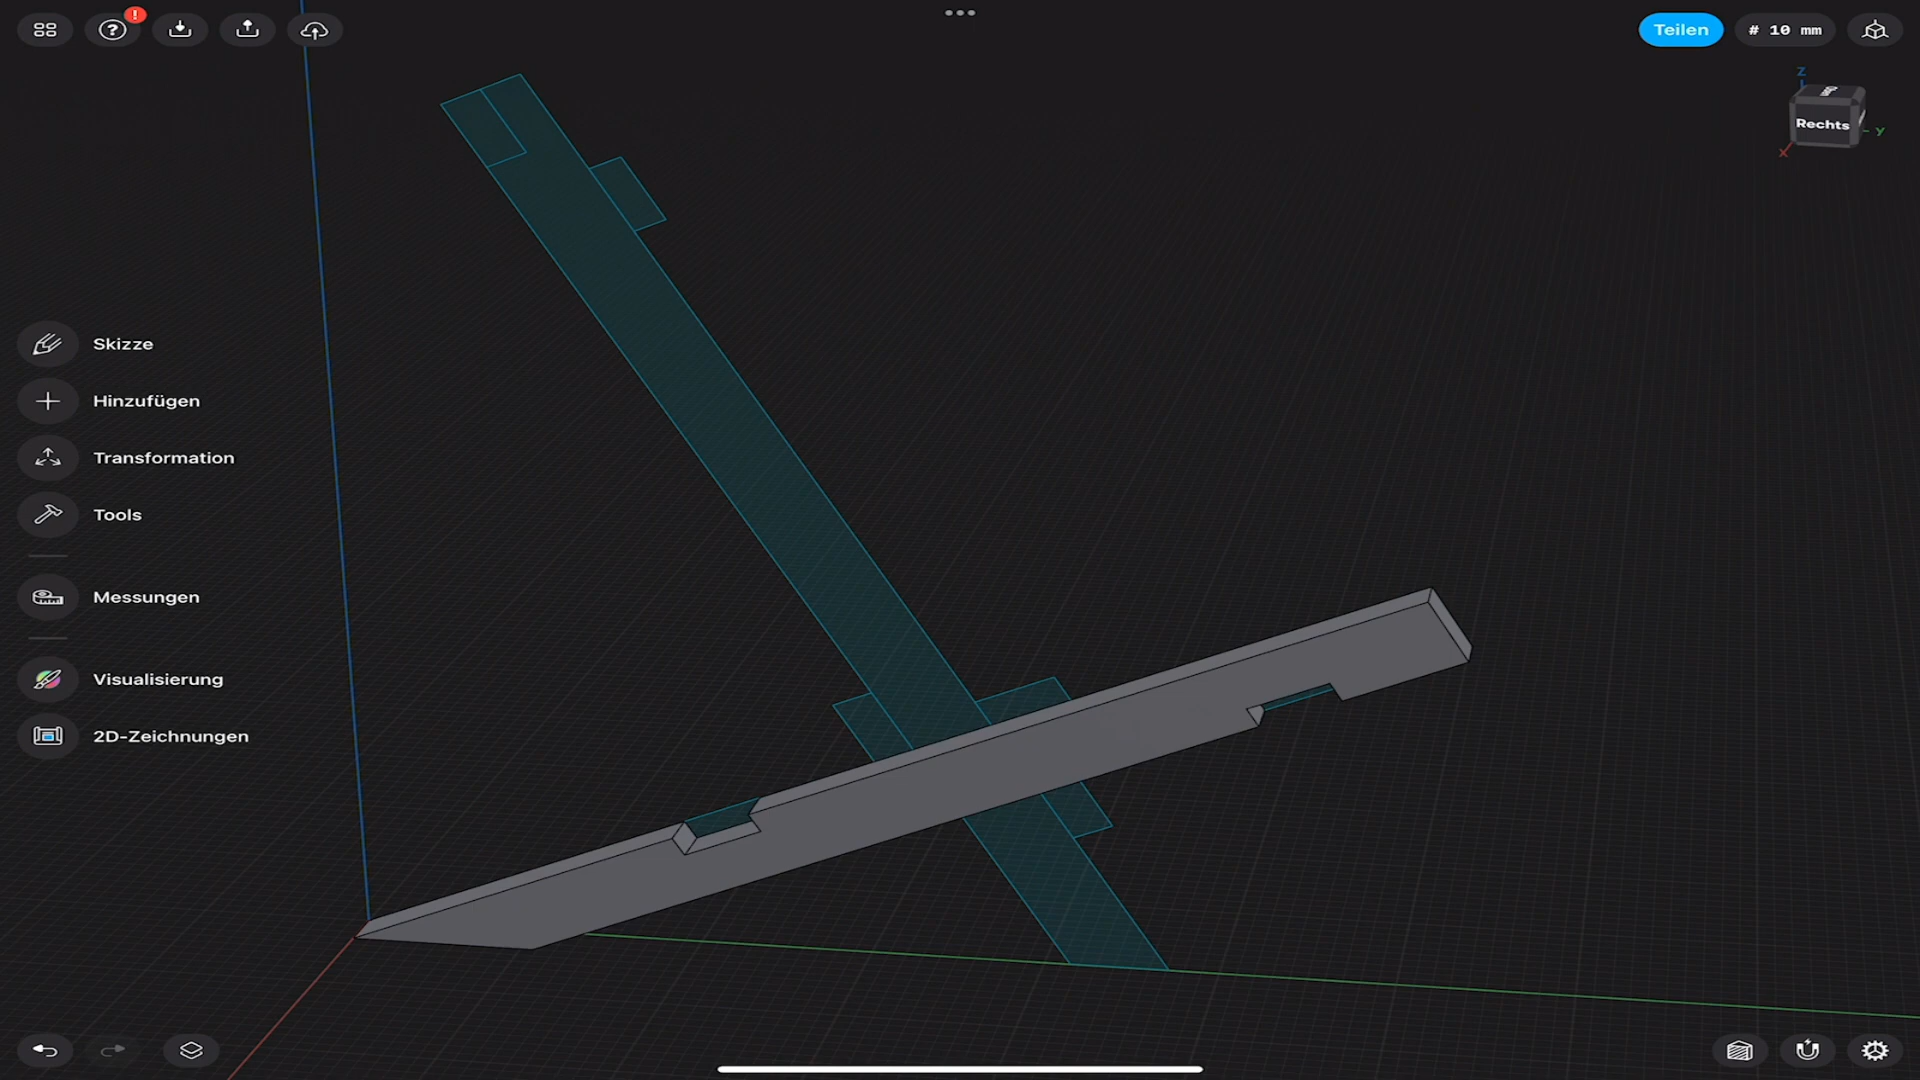 !
?
Teilen
# 10 mm
Z
Rechts
Y
X
Skizze
Hinzufügen
Transformation
Tools
Messungen
Visualisierung
2D-Zeichnungen